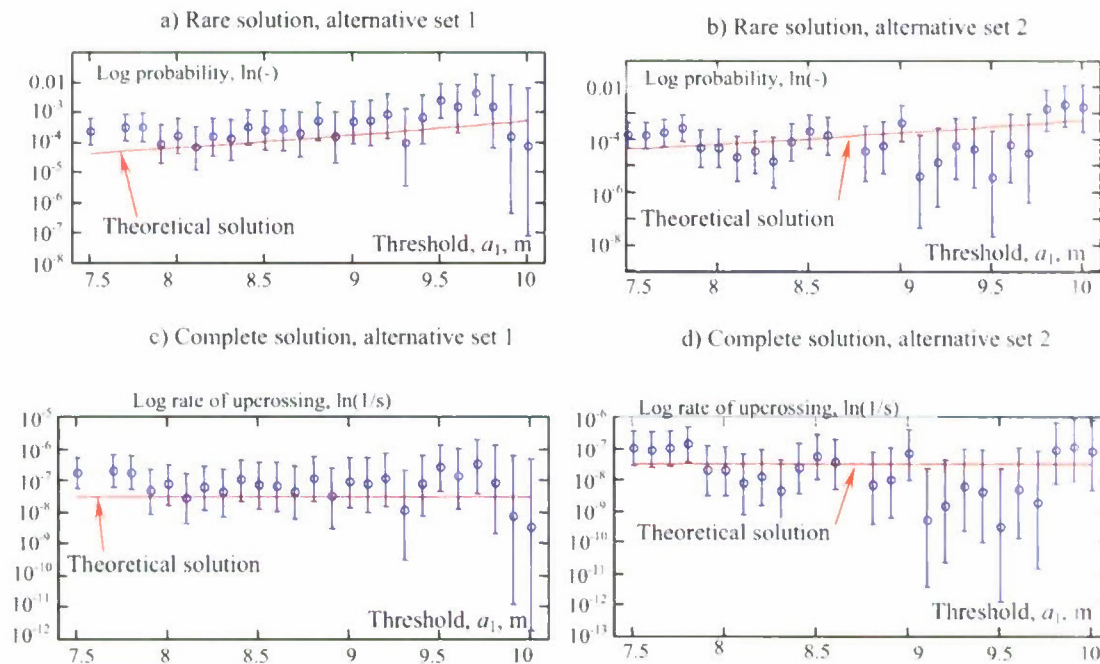 a) Rare solution, alternative set 1
Log probability, ln(-)
0.01
10-3
10-4
10-5
10-6
10-7
10-8
Theoretical solution
Threshold, a1, m
7.5 8 8.5 9 9.5 10
b) Rare solution, alternative set 2
Log probability, ln(-)
0.01
10-4
10-6
10-8
Theoretical solution
Threshold, a1, m
7.5 8 8.5 9 9.5 10
c) Complete solution, alternative set 1
Log rate of upcrossing, ln(1/s)
10-5
10-6
10-7
10-8
10-9
10-10
10-11
10-12
Theoretical solution
Threshold, a1, m
7.5 8 8.5 9 9.5 10
d) Complete solution, alternative set 2
Log rate of upcrossing, ln(1/s)
10-6
10-7
10-8
10-9
10-10
10-11
10-12
10-13
Theoretical solution
Threshold, a1, m
7.5 8 8.5 9 9.5 10